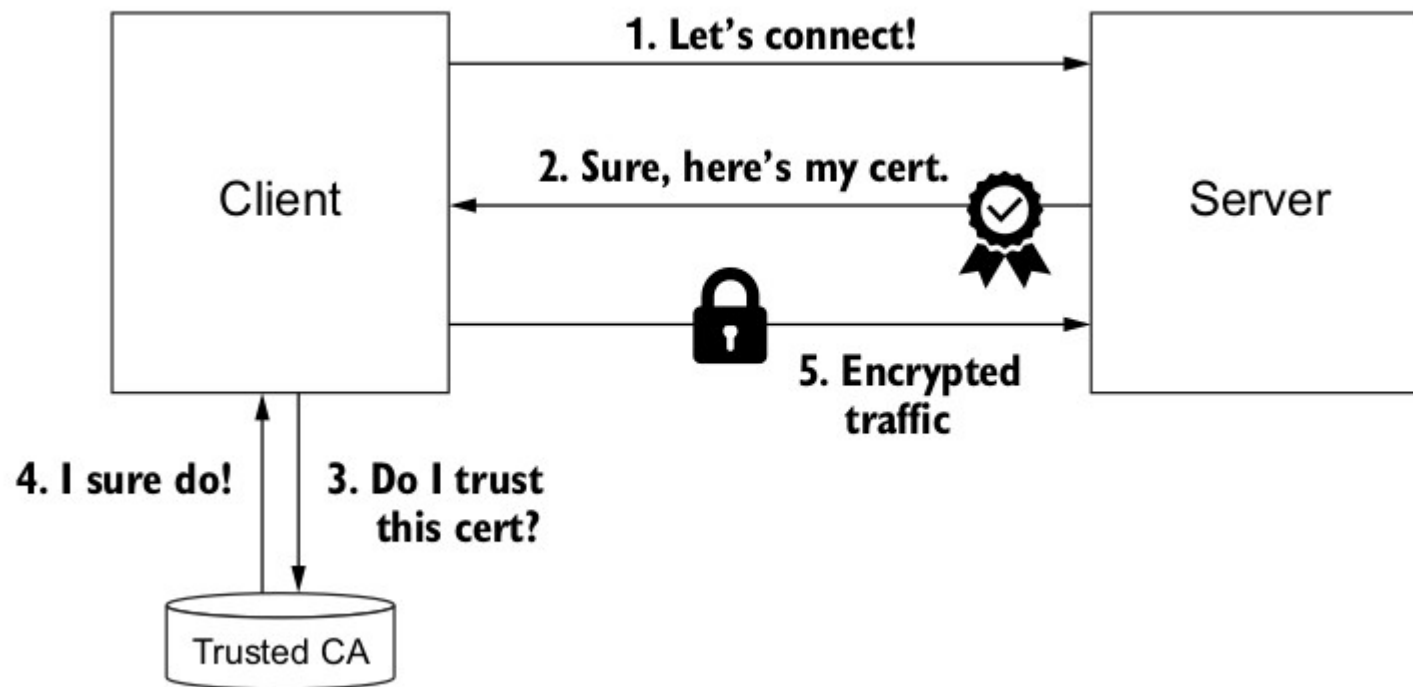 1. Let's connect!
2. Sure, here's my cert.
Client
Server
5. Encrypted
traffic
4. I sure do!
3. Do I trust
this cert?
Trusted CA